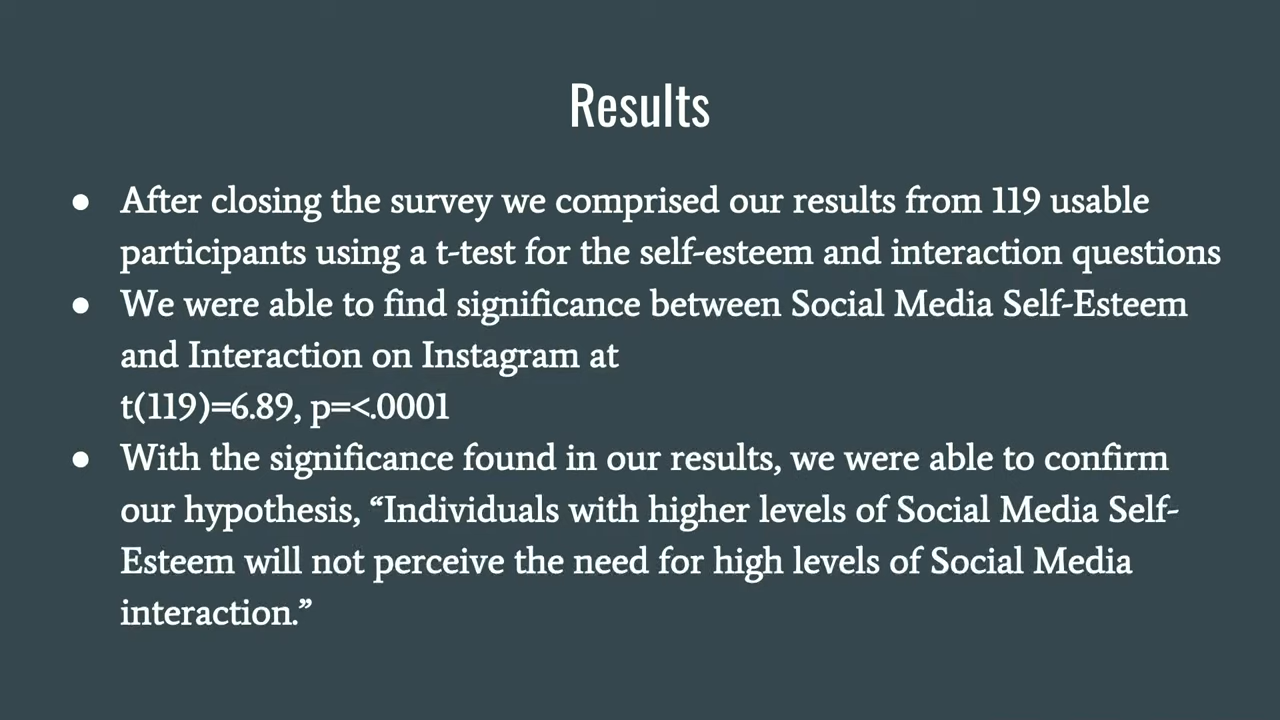 Results
● After closing the survey we comprised our results from 119 usable
participants using a t-test for the self-esteem and interaction questions
● We were able to find significance between Social Media Self-Esteem
and Interaction on Instagram at
t(119)=6.89, p=<.0001
● With the significance found in our results, we were able to confirm
our hypothesis, “Individuals with higher levels of Social Media Self-
Esteem will not perceive the need for high levels of Social Media
interaction.”